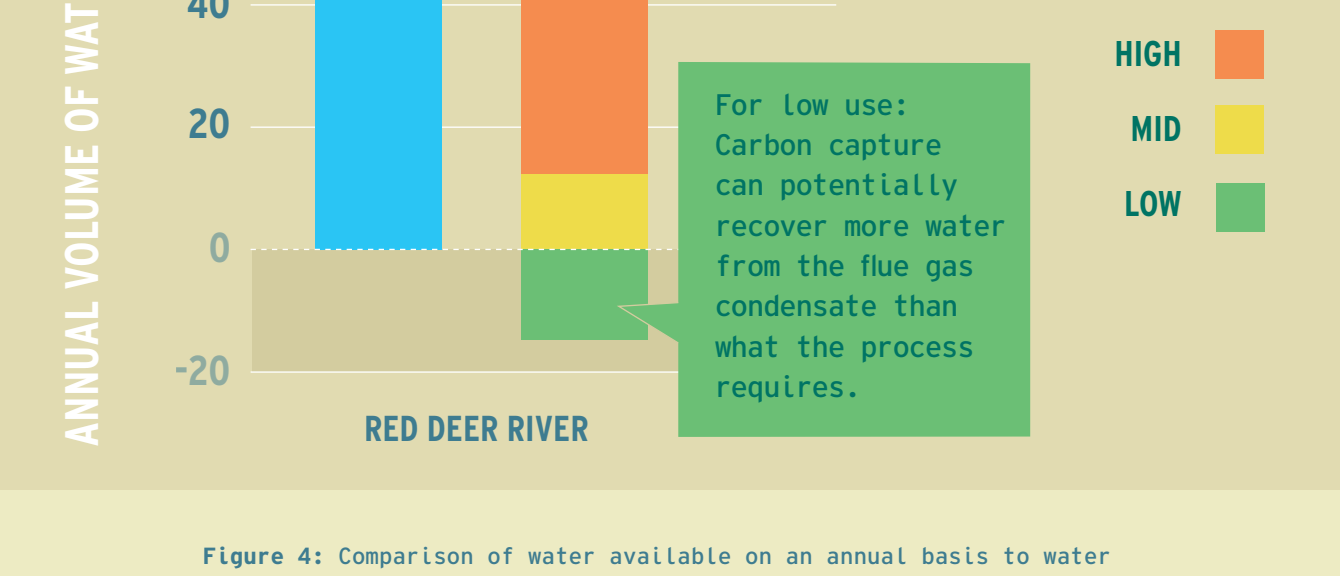 ANNUAL VOLUME OF WAT
40
20
0
-20
RED DEER RIVER
For low use:
Carbon capture
can potentially
recover more water
from the flue gas
condensate than
what the process
requires.
HIGH
MID
LOW
Figure 4: Comparison of water available on an annual basis to water